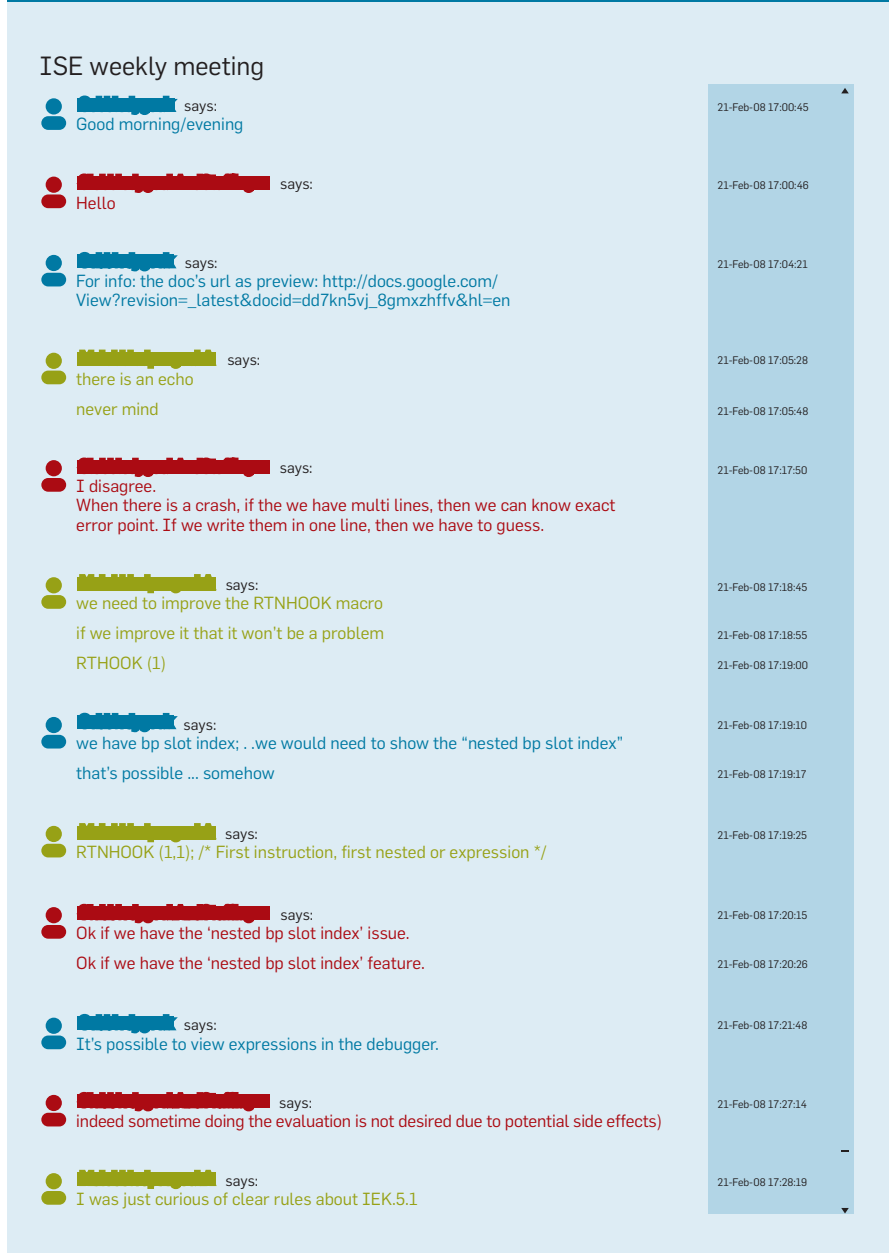 ISE weekly meeting
says: 21-Feb-08 17:00:45
Good morning/evening
says: 21-Feb-08 17:00:46
Hello
says: 21-Feb-08 17:04:21
For info: the doc's url as preview: http://docs.google.com/
View?revision=_latest&docid=dd7kn5vj_8gmxzhffv&hl=en
says: 21-Feb-08 17:05:28
there is an echo
never mind 21-Feb-08 17:05:48
says: 21-Feb-08 17:17:50
I disagree.
When there is a crash, if the we have multi lines, then we can know exact
error point. If we write them in one line, then we have to guess.
says: 21-Feb-08 17:18:45
we need to improve the RTNHOOK macro
if we improve it that it won't be a problem 21-Feb-08 17:18:55
RTHOOK (1) 21-Feb-08 17:19:00
says: 21-Feb-08 17:19:10
we have bp slot index; . .we would need to show the “nested bp slot index”
that's possible ... somehow 21-Feb-08 17:19:17
says: 21-Feb-08 17:19:25
RTNHOOK (1,1); /* First instruction, first nested or expression */
says: 21-Feb-08 17:20:15
Ok if we have the ‘nested bp slot index’ issue.
Ok if we have the ‘nested bp slot index’ feature. 21-Feb-08 17:20:26
says: 21-Feb-08 17:21:48
It's possible to view expressions in the debugger.
says: 21-Feb-08 17:27:14
indeed sometime doing the evaluation is not desired due to potential side effects)
says: 21-Feb-08 17:28:19
I was just curious of clear rules about IEK.5.1